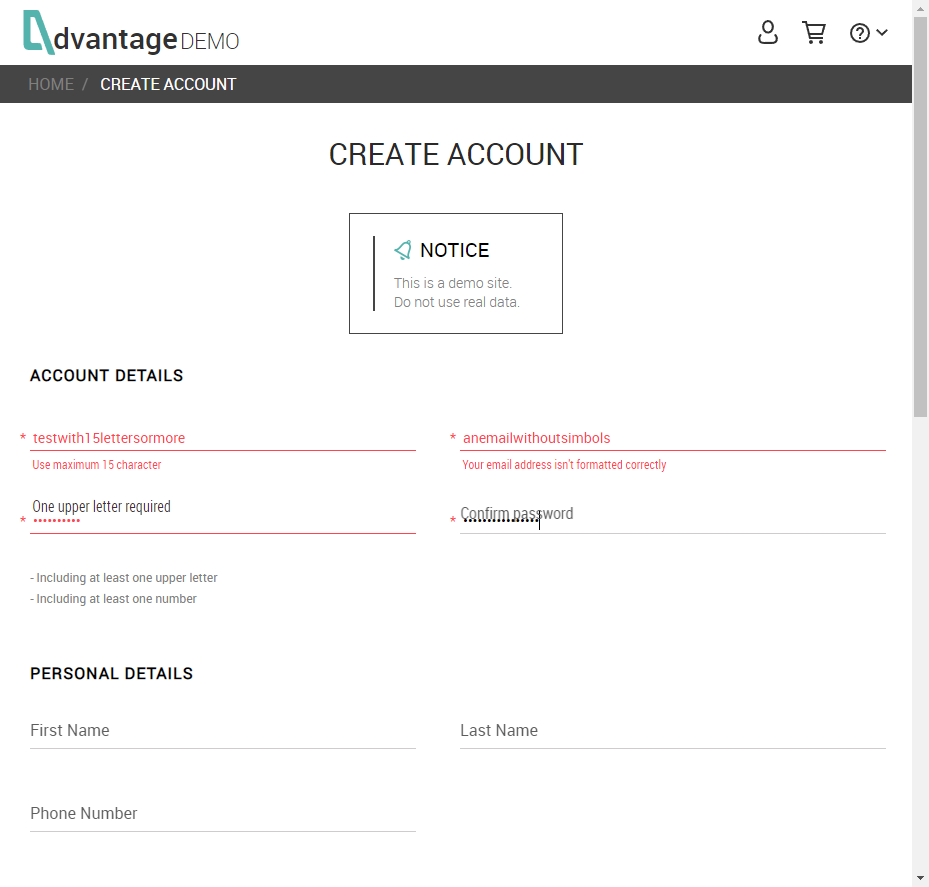 dvantage DEMO
HOME / CREATE ACCOUNT
CREATE ACCOUNT
NOTICE
This is a demo site.
Do not use real data.
ACCOUNT DETAILS
* testwith15lettersormore
* anemailwithoutsimbols
Use maximum 15 character
Your email address isn't formatted correctly
One upper letter required
* ••••••••••
* Confirm password
- Including at least one upper letter
- Including at least one number
PERSONAL DETAILS
First Name
Last Name
Phone Number